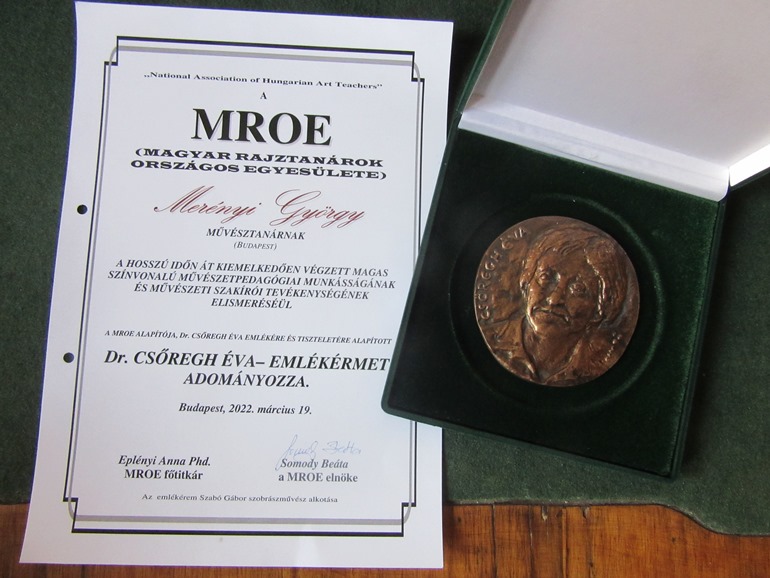 „National Association of Hungarian Art Teachers"
A
MROE
(MAGYAR RAJZTANÁROK
ORSZÁGOS EGYESÜLETE)
Merényi György
MŰVÉSZTANÁRNAK
(BUDAPEST)
A HOSSZÚ IDŐN ÁT KIEMELKEDŐEN VÉGZETT MAGAS
SZÍNVONALÚ MŰVÉSZETPEDAGÓGIAI MUNKÁSSÁGÁNAK
ÉS MŰVÉSZETI SZAKÍRÓI TEVÉKENYSÉGÉNEK
ELISMERÉSÉÜL
A MROE ALAPÍTÓJA, Dr. CSŐREGH ÉVA EMLÉKÉRE ÉS TISZTELETÉRE ALAPÍTOTT
Dr. CSŐREGH ÉVA– EMLÉKÉRMET
ADOMÁNYOZZA.
Budapest, 2022. március 19.
Somody Beáta
Eplényi Anna Phd.
MROE főtitkár
Somody Beáta
a MROE elnöke
Az emlékérem Szabó Gábor szobrászművész alkotása
CSŐREGH ÉVA